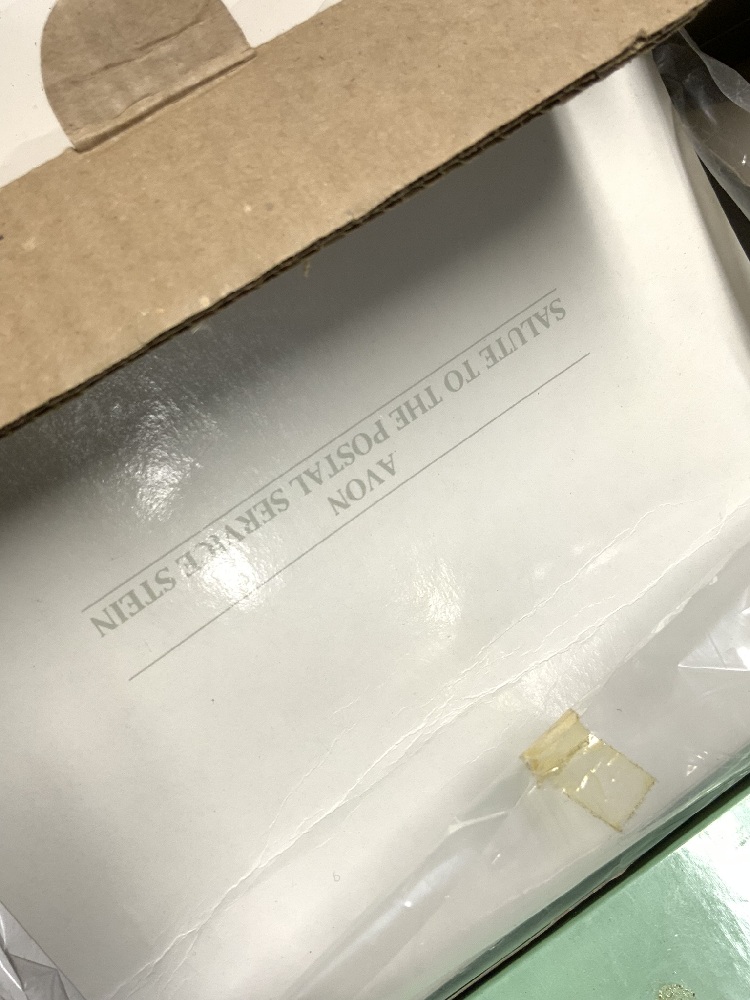 AVON
SALUTE TO THE POSTAL SERVICE STEIN